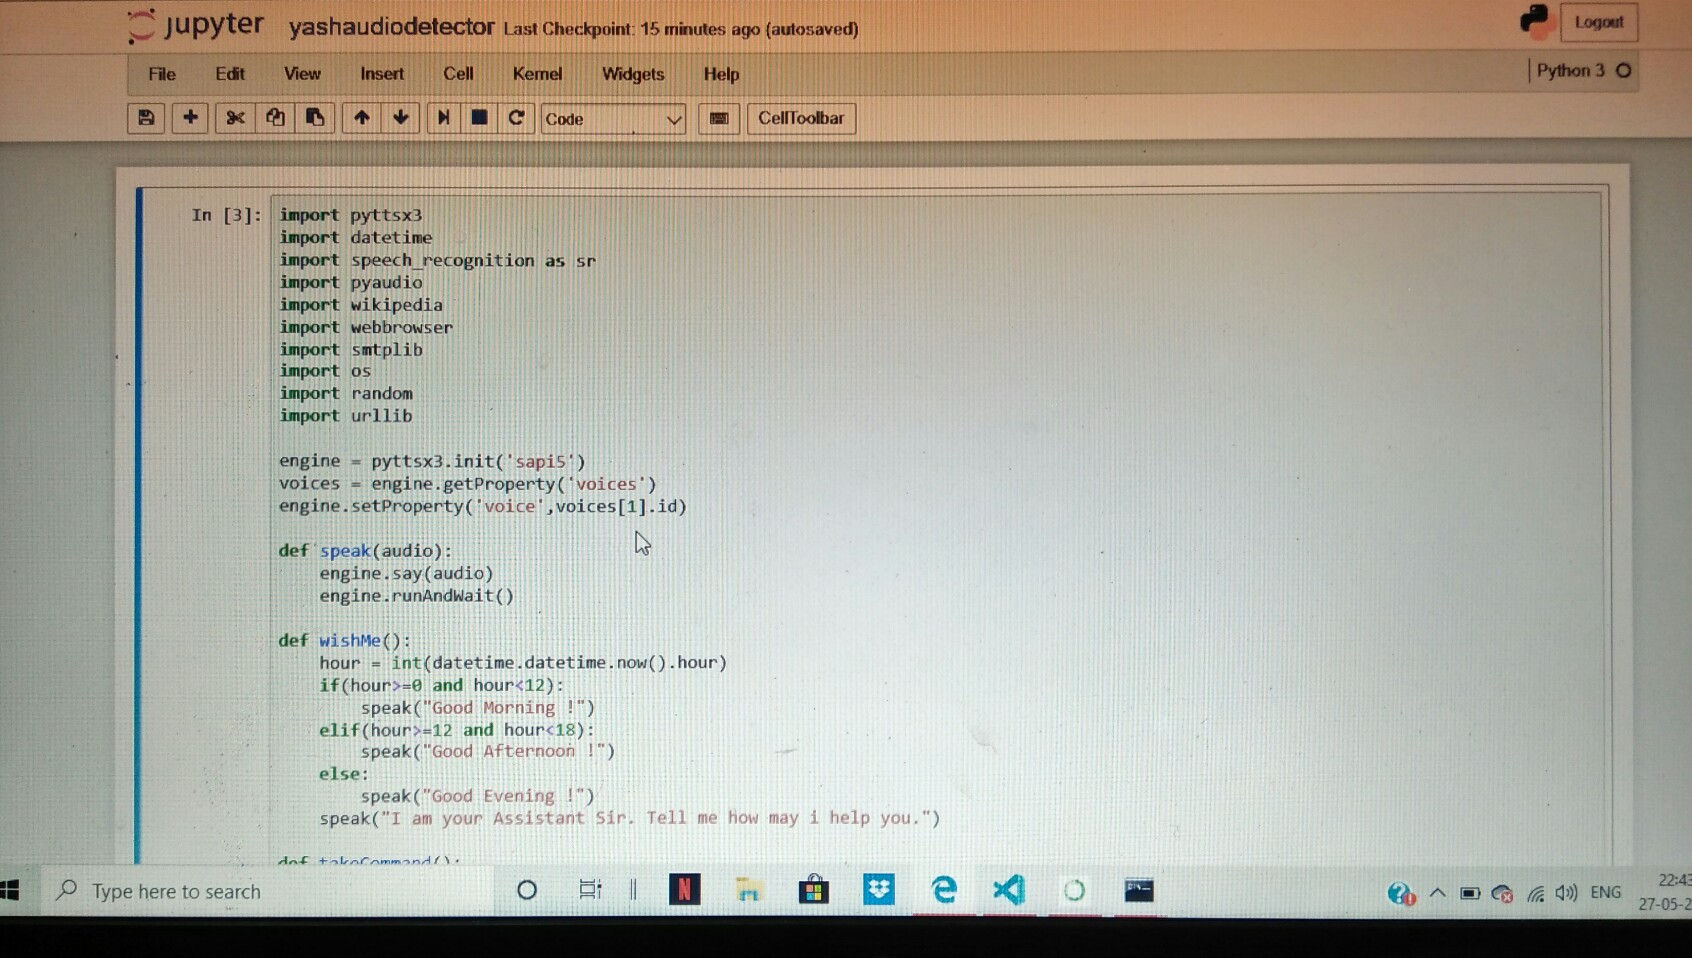 jupyter yashaudiodetector Last Checkpoint: 15 minutes ago (autosaved)
Logout
File Edit View Insert Cell Kernel Widgets Help
Python 3
Code
CellToolbar
In [3]:
import pyttsx3
import datetime
import speech_recognition as sr
import pyaudio
import wikipedia
import webbrowser
import smtplib
import os
import random
import urllib
engine = pyttsx3.init('sapi5')
voices = engine.getProperty('voices')
engine.setProperty('voice',voices[1].id)
def speak(audio):
engine.say(audio)
engine.runAndWait()
def wishMe():
hour = int(datetime.datetime.now().hour)
if(hour>=0 and hour<12):
speak("Good Morning !")
elif(hour>=12 and hour<18):
speak("Good Afternoon !")
else:
speak("Good Evening !")
speak("I am your Assistant Sir. Tell me how may i help you.")
def takeCommand():
Type here to search
N
ENG
22:43
27-05-2